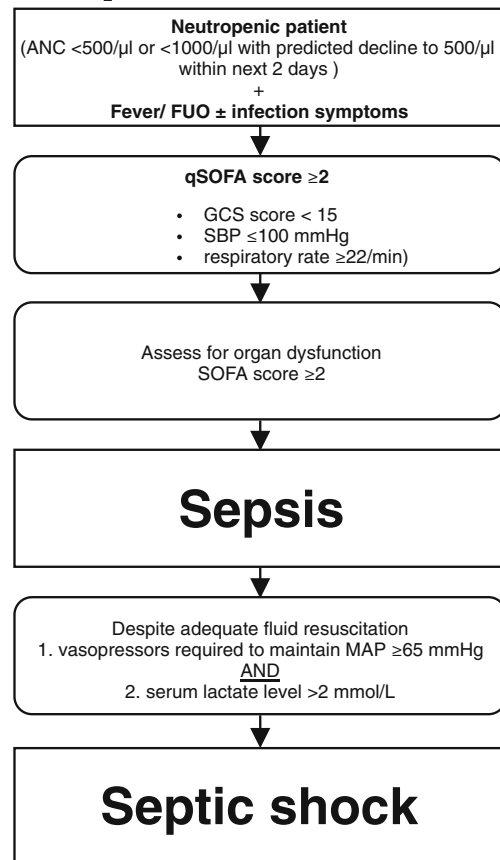 Neutropenic patient
(ANC <500/µl or <1000/µl with predicted decline to 500/µl
within next 2 days )
+
Fever/ FUO ± infection symptoms
qSOFA score ≥2
• GCS score < 15
• SBP ≤100 mmHg
• respiratory rate ≥22/min)
Assess for organ dysfunction
SOFA score ≥2
Sepsis
Despite adequate fluid resuscitation
1. vasopressors required to maintain MAP ≥65 mmHg
AND
2. serum lactate level >2 mmol/L
Septic shock